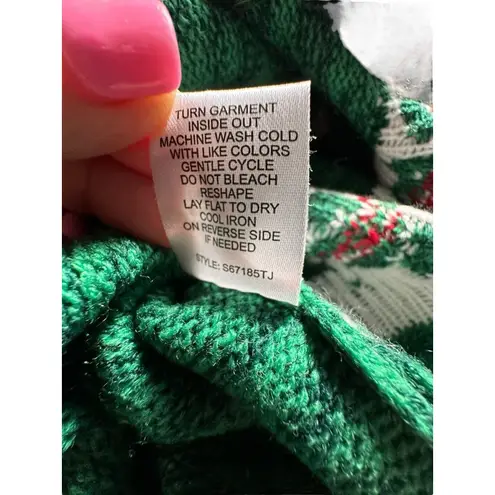 TURN GARMENT
INSIDE OUT
MACHINE WASH COLD
WITH LIKE COLORS
GENTLE CYCLE
DO NOT BLEACH
RESHAPE
LAY FLAT TO DRY
COOL IRON
ON REVERSE SIDE
IF NEEDED
STYLE: S67185TJ